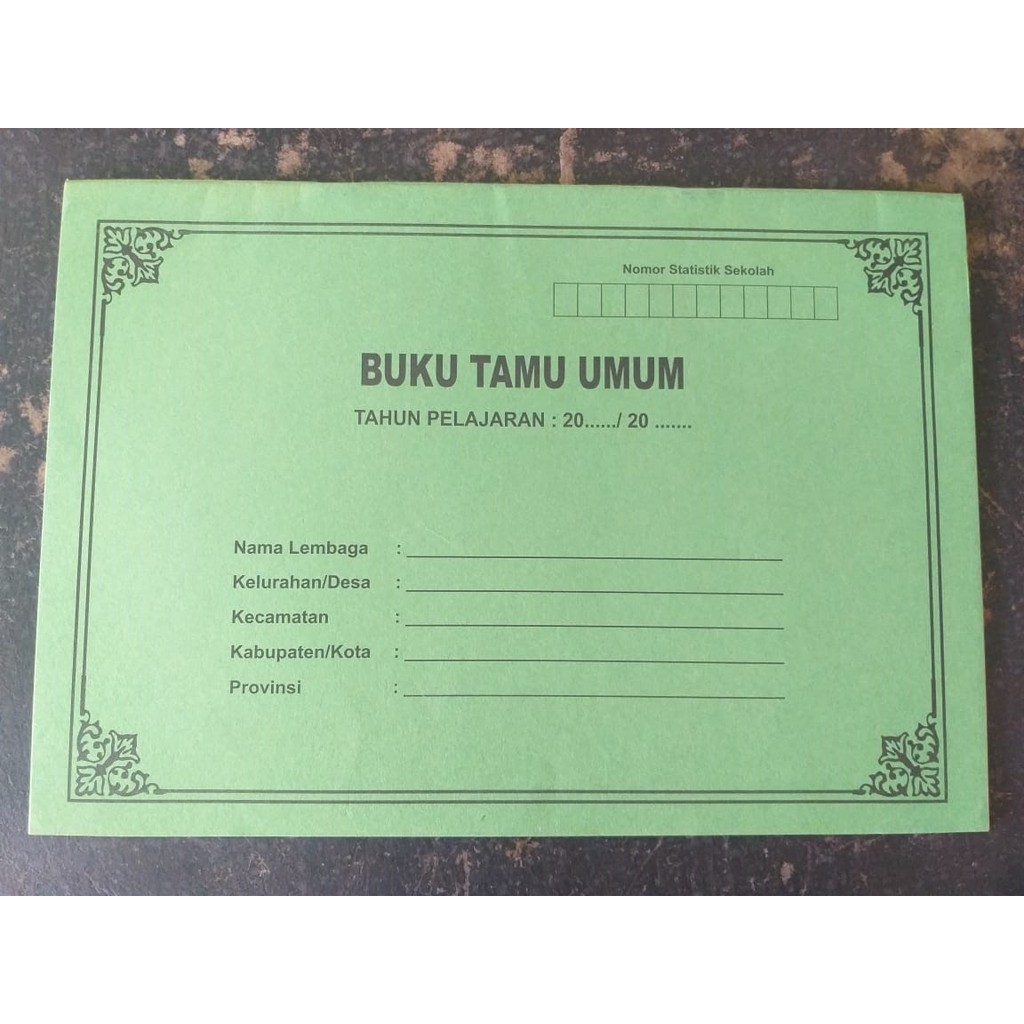 Nomor Statistik Sekolah
BUKU TAMU UMUM
TAHUN PELAJARAN : 20....../ 20 .......
Nama Lembaga :
Kelurahan/Desa :
Kecamatan :
Kabupaten/Kota :
Provinsi :